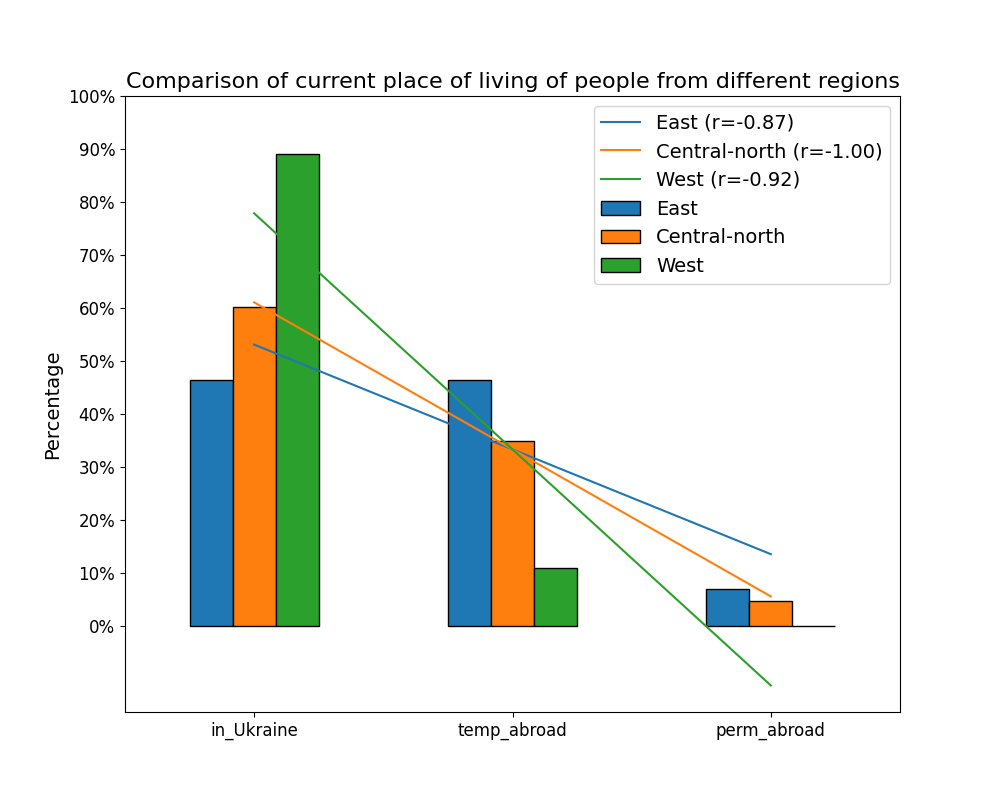 Comparison of current place of living of people from different regions
100%
90%
80%
70%
60%
50%
40%
30%
20%
10%
0%
Percentage
East (r=-0.87)
Central-north (r=-1.00)
West (r=-0.92)
East
Central-north
West
in_Ukraine
temp_abroad
perm_abroad